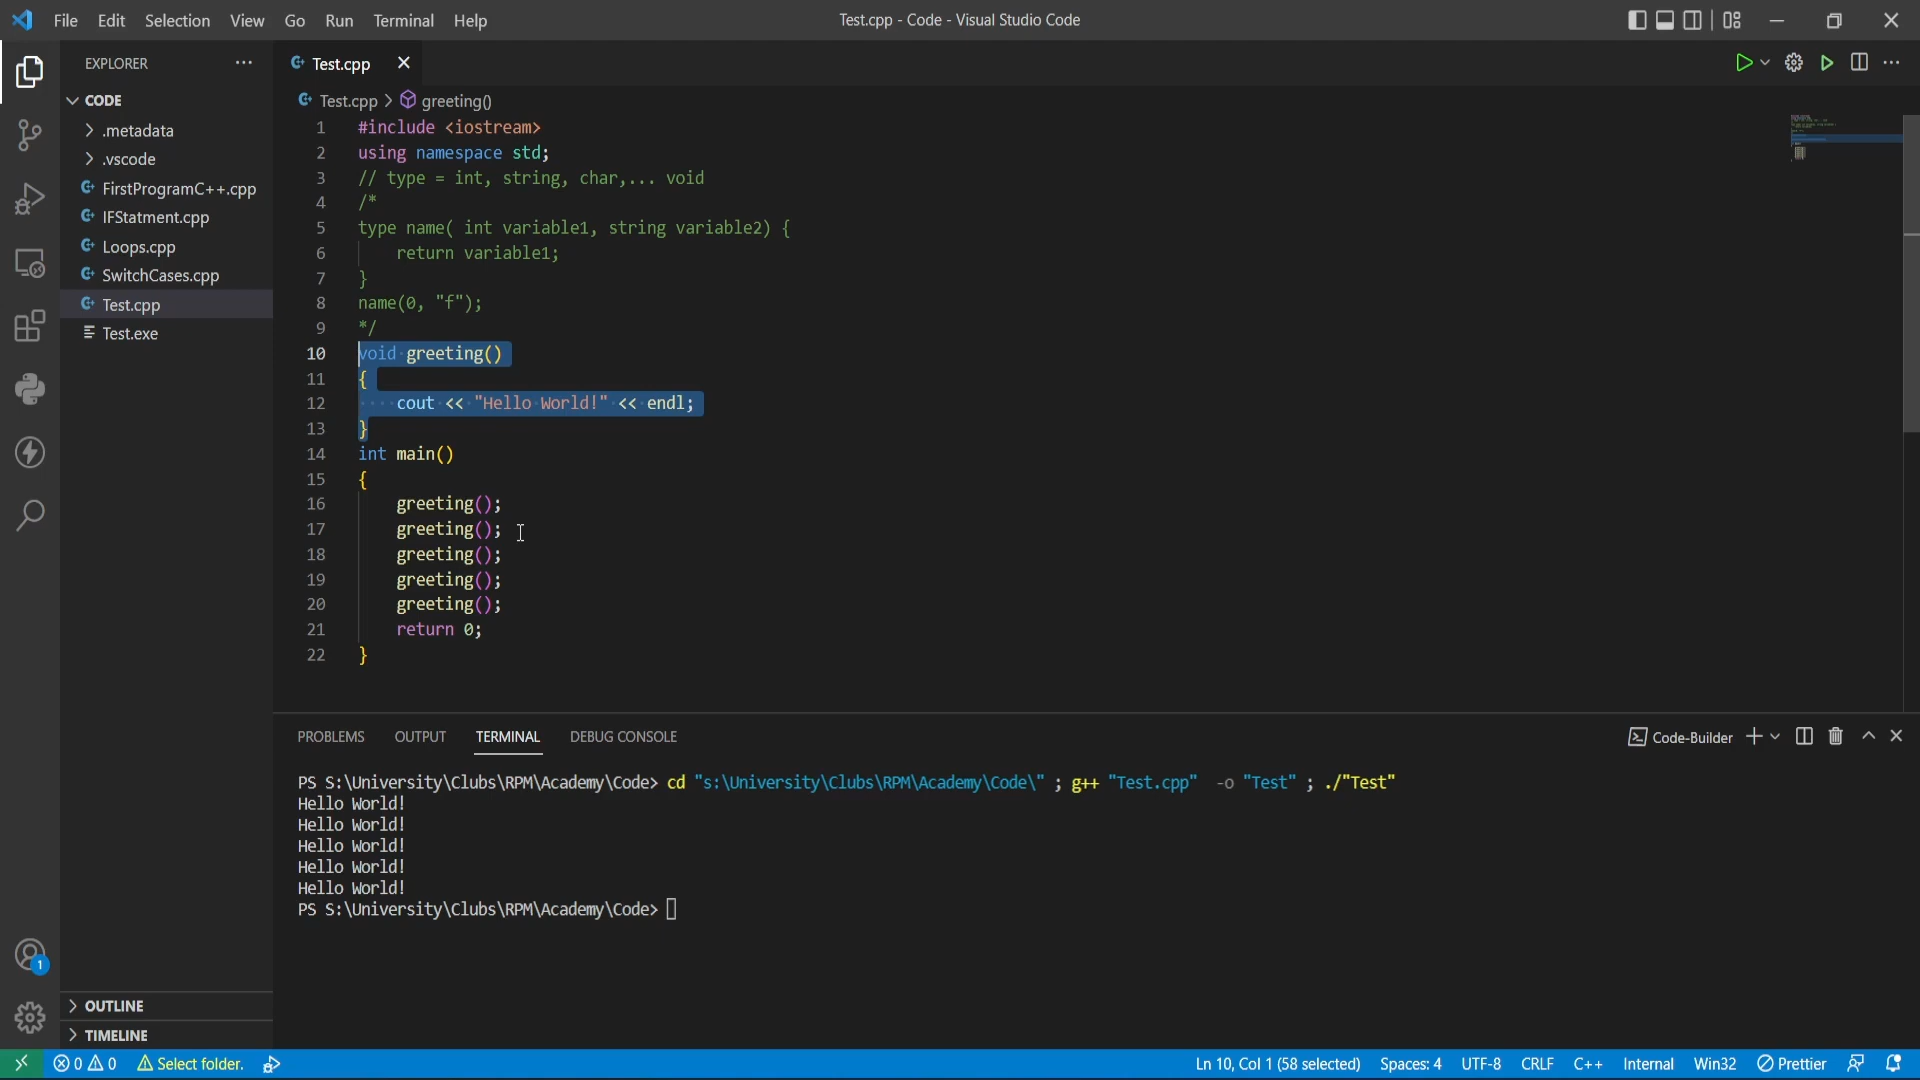 File Edit Selection View Go Run Terminal Help
Test.cpp - Code - Visual Studio Code
EXPLORER
CODE
.metadata
.vscode
FirstProgramC++.cpp
IFStatment.cpp
Loops.cpp
SwitchCases.cpp
Test.cpp
Test.exe
OUTLINE
TIMELINE
Test.cpp
Test.cpp > greeting()
1 #include <iostream>
2 using namespace std;
3 // type = int, string, char,... void
4 /*
5 type name( int variable1, string variable2) {
6 return variable1;
7 }
8 name(0, "f");
9 */
10 void greeting()
11 {
12 cout << "Hello World!" << endl;
13 }
14 int main()
15 {
16 greeting();
17 greeting();
18 greeting();
19 greeting();
20 greeting();
21 return 0;
22 }
PROBLEMS OUTPUT TERMINAL DEBUG CONSOLE
Code-Builder
PS S:\University\Clubs\RPM\Academy\Code> cd "s:\University\Clubs\RPM\Academy\Code\" ; g++ "Test.cpp" -o "Test" ; ./"Test"
Hello World!
Hello World!
Hello World!
Hello World!
Hello World!
PS S:\University\Clubs\RPM\Academy\Code>
1
0 0 Select folder.
Ln 10, Col 1 (58 selected) Spaces: 4 UTF-8 CRLF C++ Internal Win32 Prettier